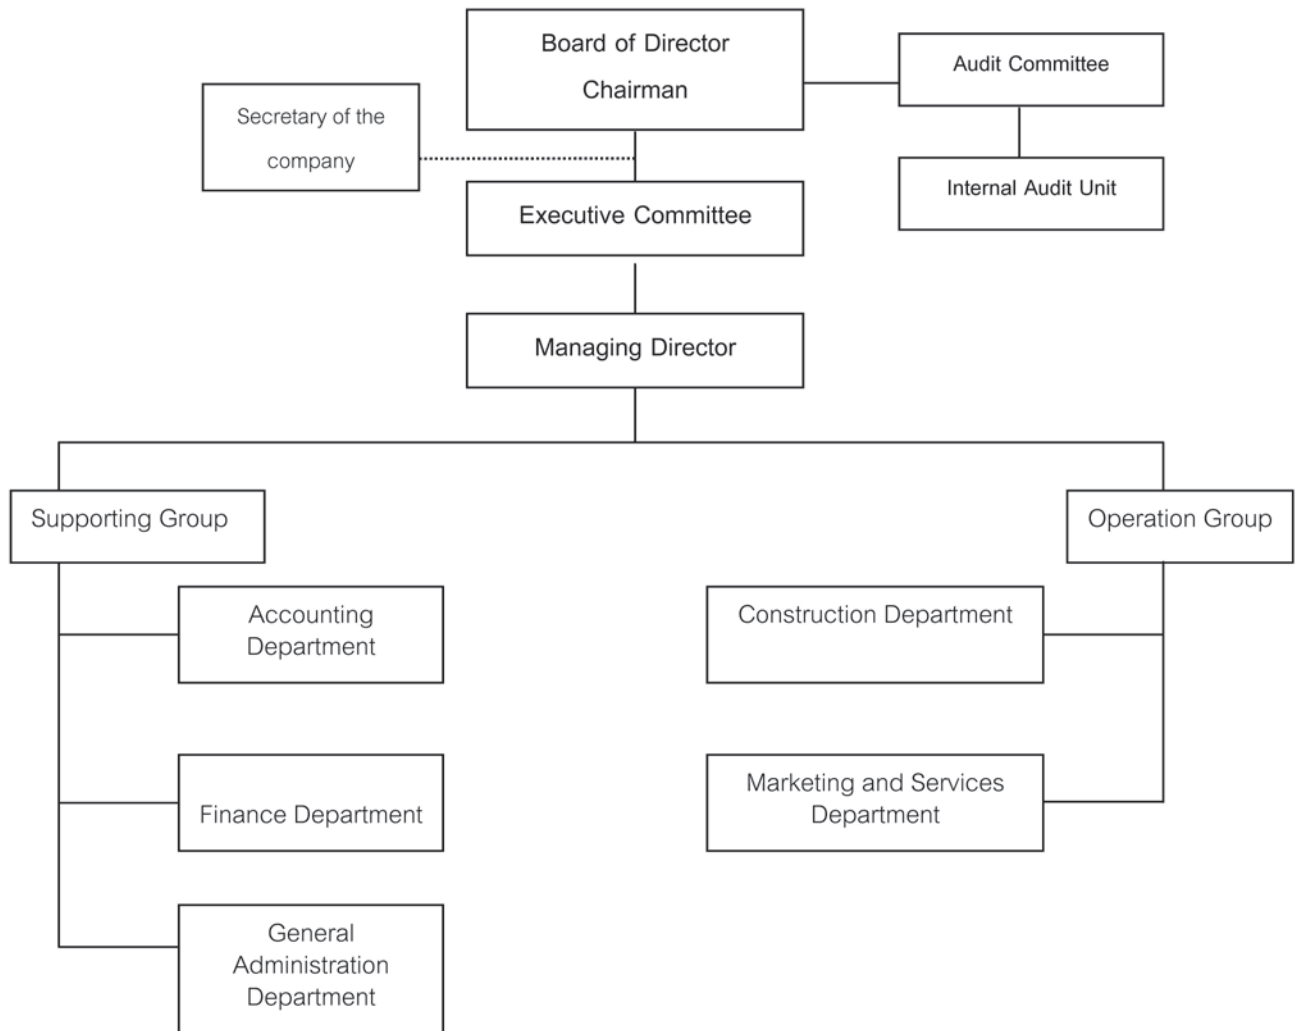 Board of Director
Chairman
Audit Committee
Secretary of the
company
Internal Audit Unit
Executive Committee
Managing Director
Supporting Group
Operation Group
Accounting
Department
Construction Department
Finance Department
Marketing and Services
Department
General
Administration
Department